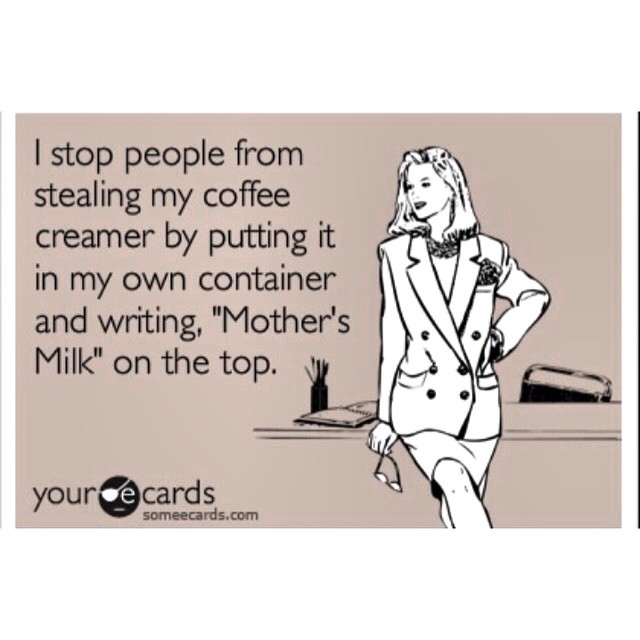 I stop people from
stealing my coffee
creamer by putting it
in my own container
and writing, "Mother's
Milk" on the top.
your e cards
someecards.com